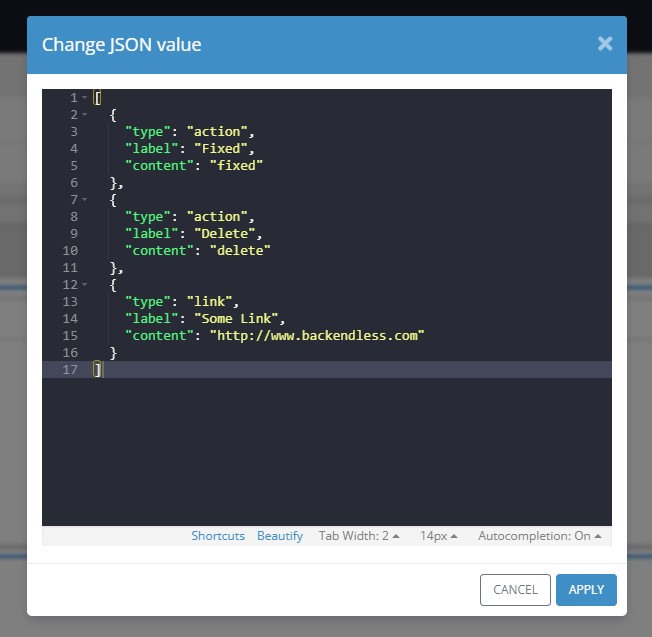 Change JSON value
×
1 [
2   {
3     "type": "action",
4     "label": "Fixed",
5     "content": "fixed"
6   },
7   {
8     "type": "action",
9     "label": "Delete",
10     "content": "delete"
11   },
12   {
13     "type": "link",
14     "label": "Some Link",
15     "content": "http://www.backendless.com"
16   }
17 ]
Shortcuts Beautify Tab Width: 2 14px Autocompletion: On
CANCEL APPLY